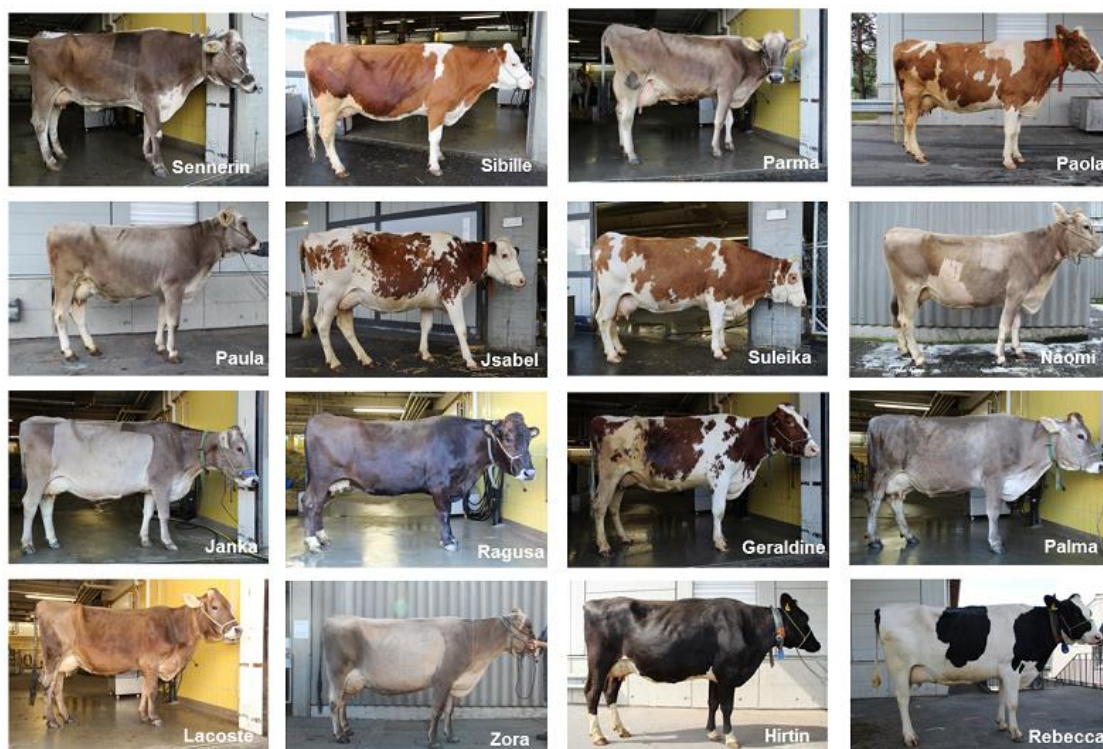 Sennerin
Sibille
Parma
Paola
Paula
Jsabel
Suleika
Naomi
Janka
Ragusa
Geraldine
Palma
Lacoste
Zora
Hirtin
Rebecca